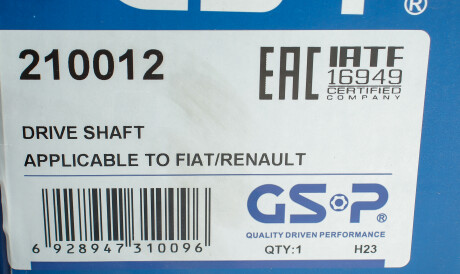 GSP®
210012
EAC IATF
16949
CERTIFIED
COMPANY
DRIVE SHAFT
APPLICABLE TO FIAT/RENAULT
GSP®
QUALITY DRIVEN PERFORMANCE
6 928947 310096
QTY:1 H23